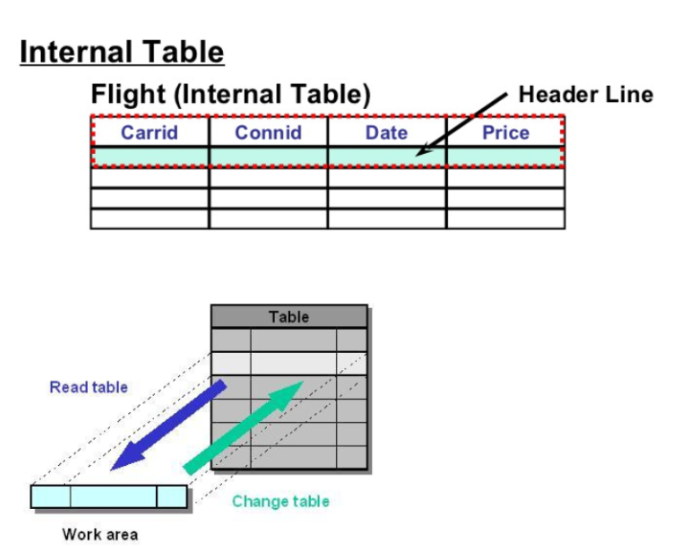 Internal Table
Flight (Internal Table)
Header Line
Carrid Connid Date Price
Table
Read table
Change table
Work area